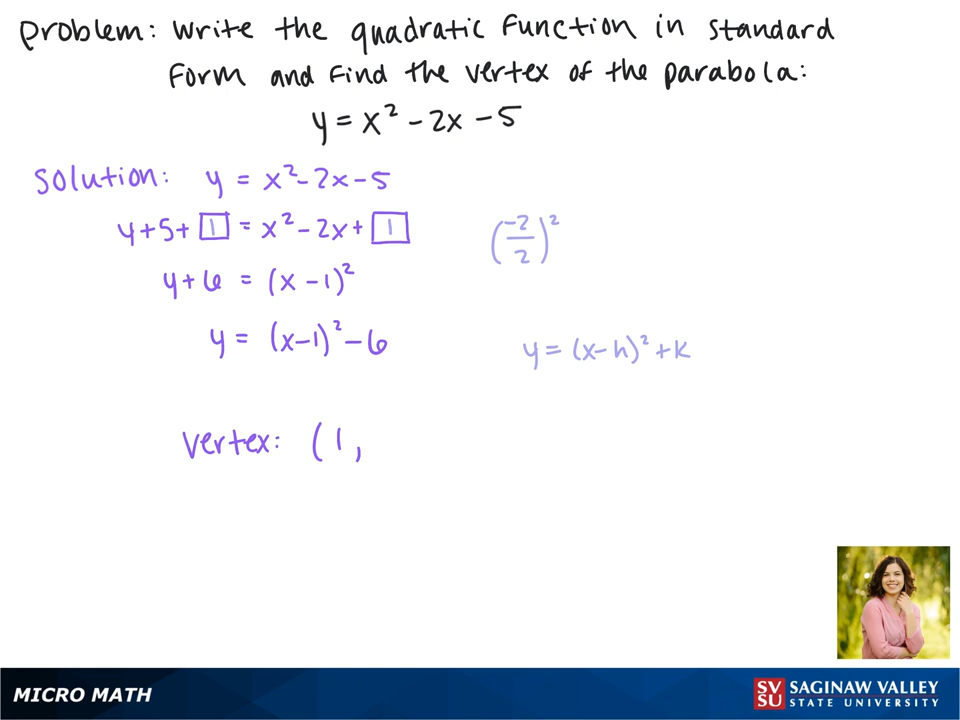 Problem: Write the quadratic function in standard
form and find the vertex of the parabola:
y = x² - 2x - 5
Solution: y = x² - 2x - 5
y + 5 + 1 = x² - 2x + 1
(-2/2)²
y + 6 = (x - 1)²
y = (x - 1)² - 6
y = (x - h)² + k
Vertex: (1,
MICRO MATH
SVSU SAGINAW VALLEY
STATE UNIVERSITY